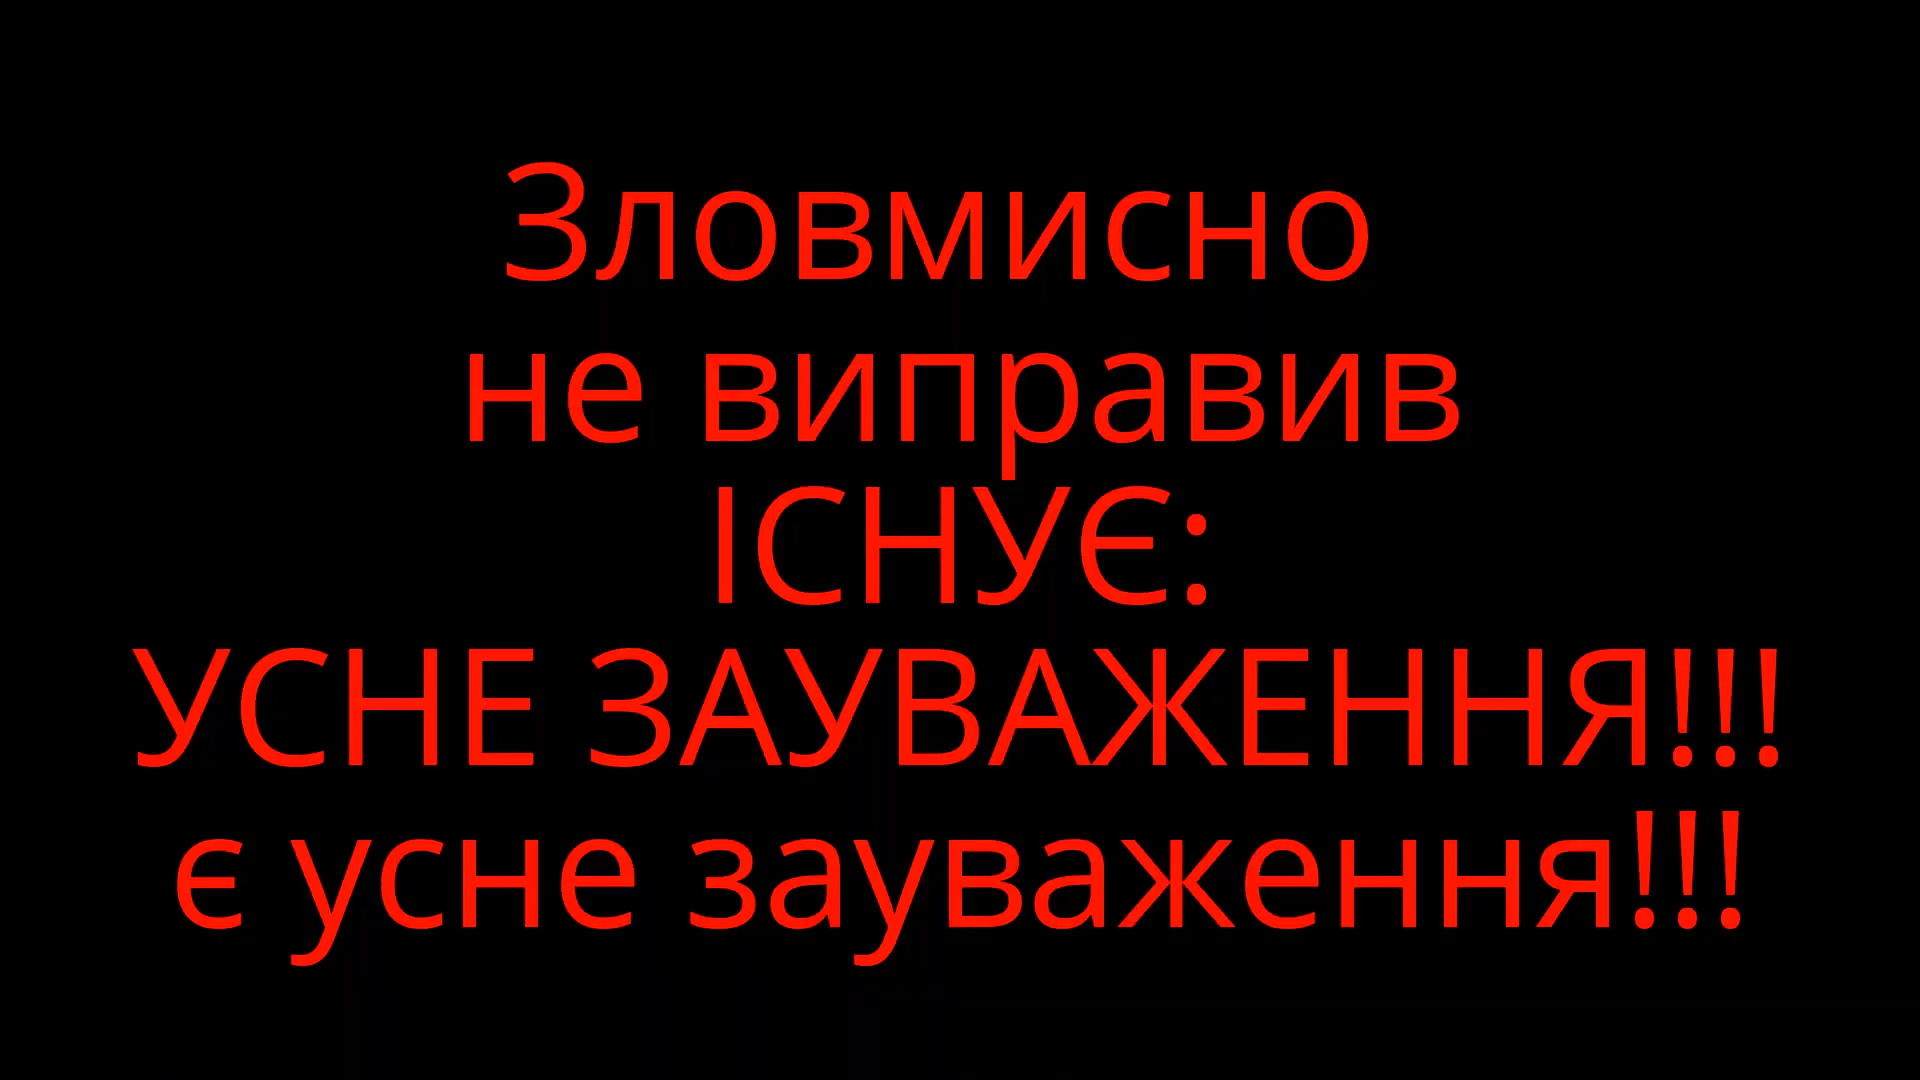 Зловмисно
не виправив
ІСНУЄ:
УСНЕ ЗАУВАЖЕННЯ!!!
є усне зауваження!!!